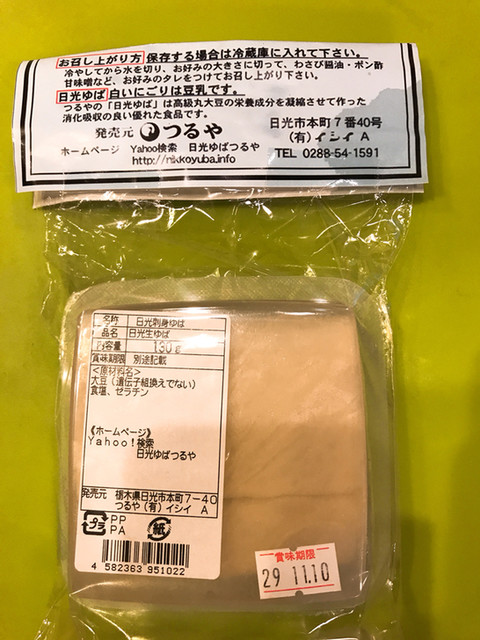 お召し上がり方 保存する場合は冷蔵庫に入れて下さい。
冷やしてから水を切り、お好みの大きさに切って、わさび醤油・ポン酢
甘味噌など、お好みのタレをつけてお召し上がり下さい。
日光ゆば 白いにごりは豆乳です。
つるやの「日光ゆば」は高級丸大豆の栄養成分を凝縮させて作った
消化吸収の良い優れた食品です。
発売元 つるや
日光市本町7番40号
(有)イシイ A
ホームページ Yahoo検索 日光ゆばつるや
http://nikkoyuba.info
TEL 0288-54-1591
名称 日光刺身ゆば
品名 日光生ゆば
内容量 130g
賞味期限 別途記載
<原材料名>
大豆(遺伝子組換えでない)
食塩、ゼラチン
《ホームページ》
Yahoo!検索
日光ゆばつるや
発売元 栃木県日光市本町7-40
つるや(有)イシイ A
プラ PP
PA
紙
4 582363 951022
賞味期限
29 11.10